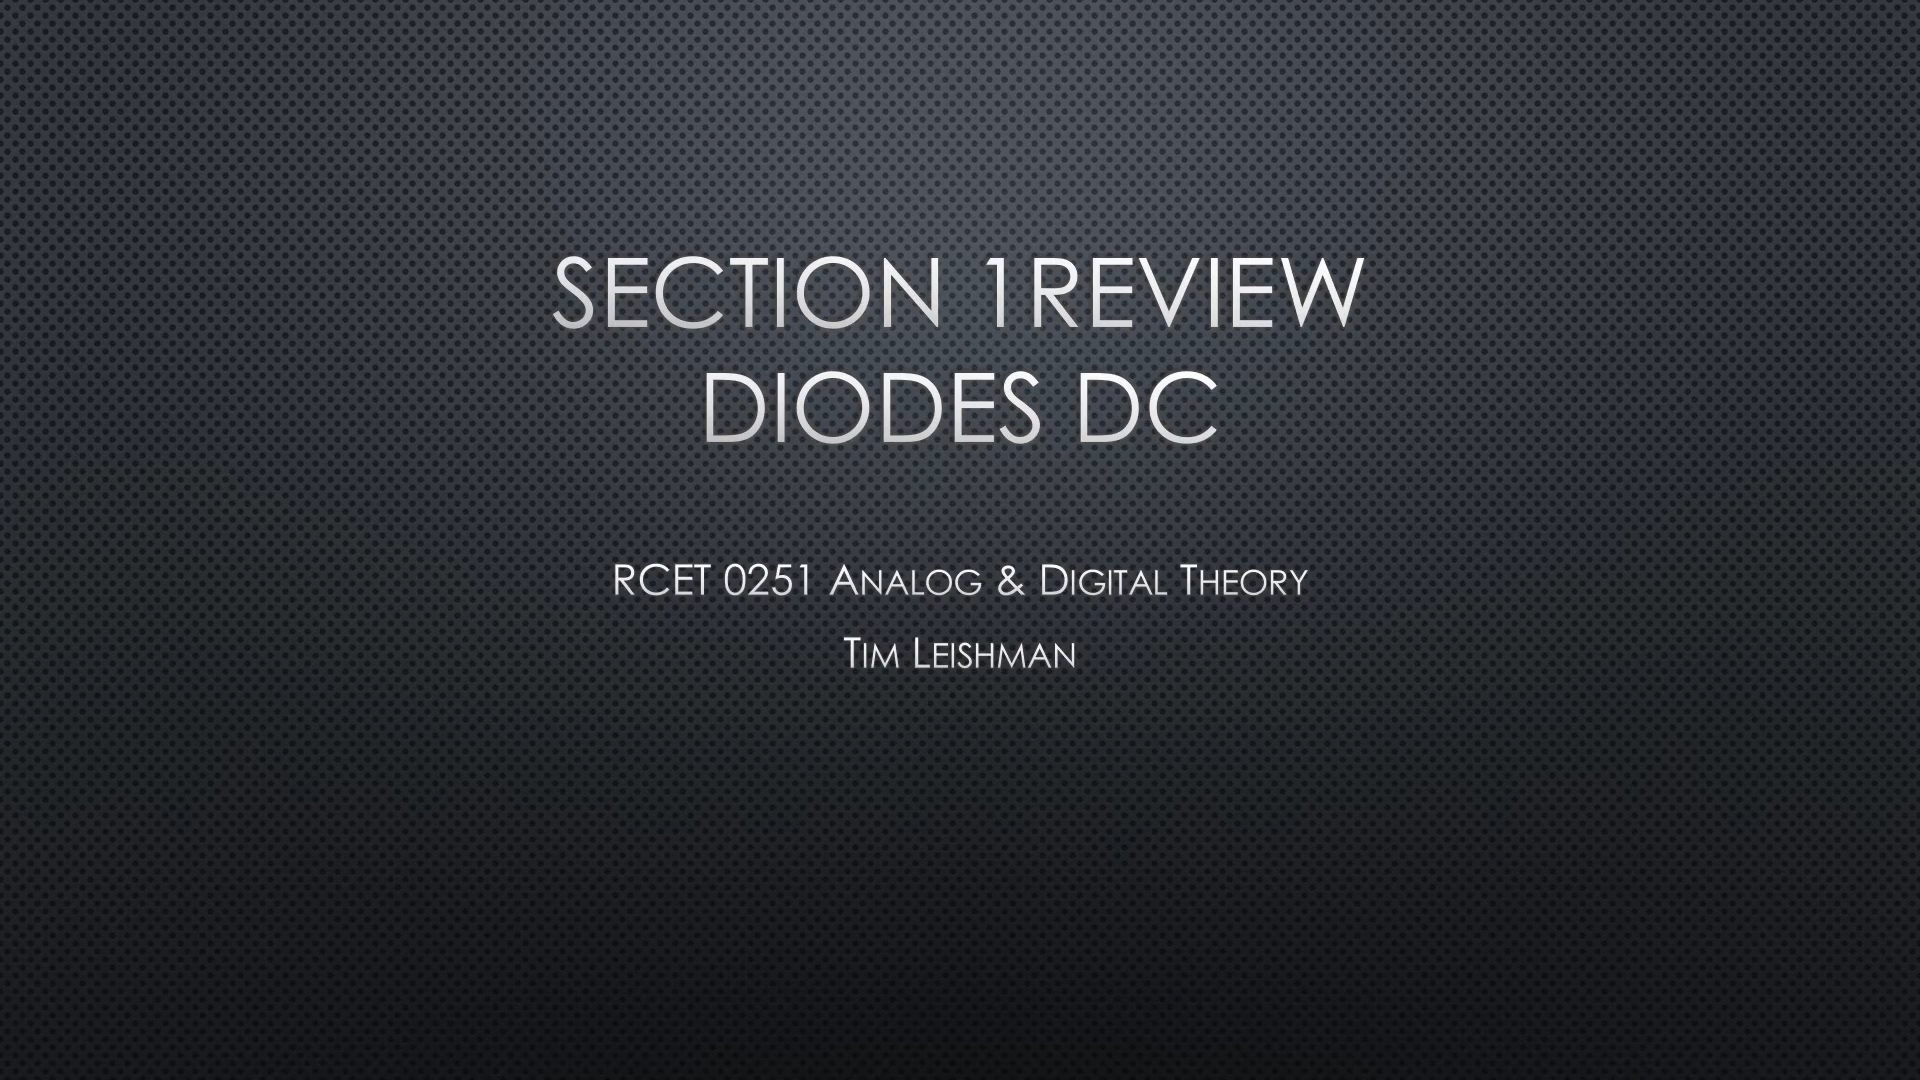 SECTION 1REVIEW
DIODES DC
RCET 0251 ANALOG & DIGITAL THEORY
TIM LEISHMAN